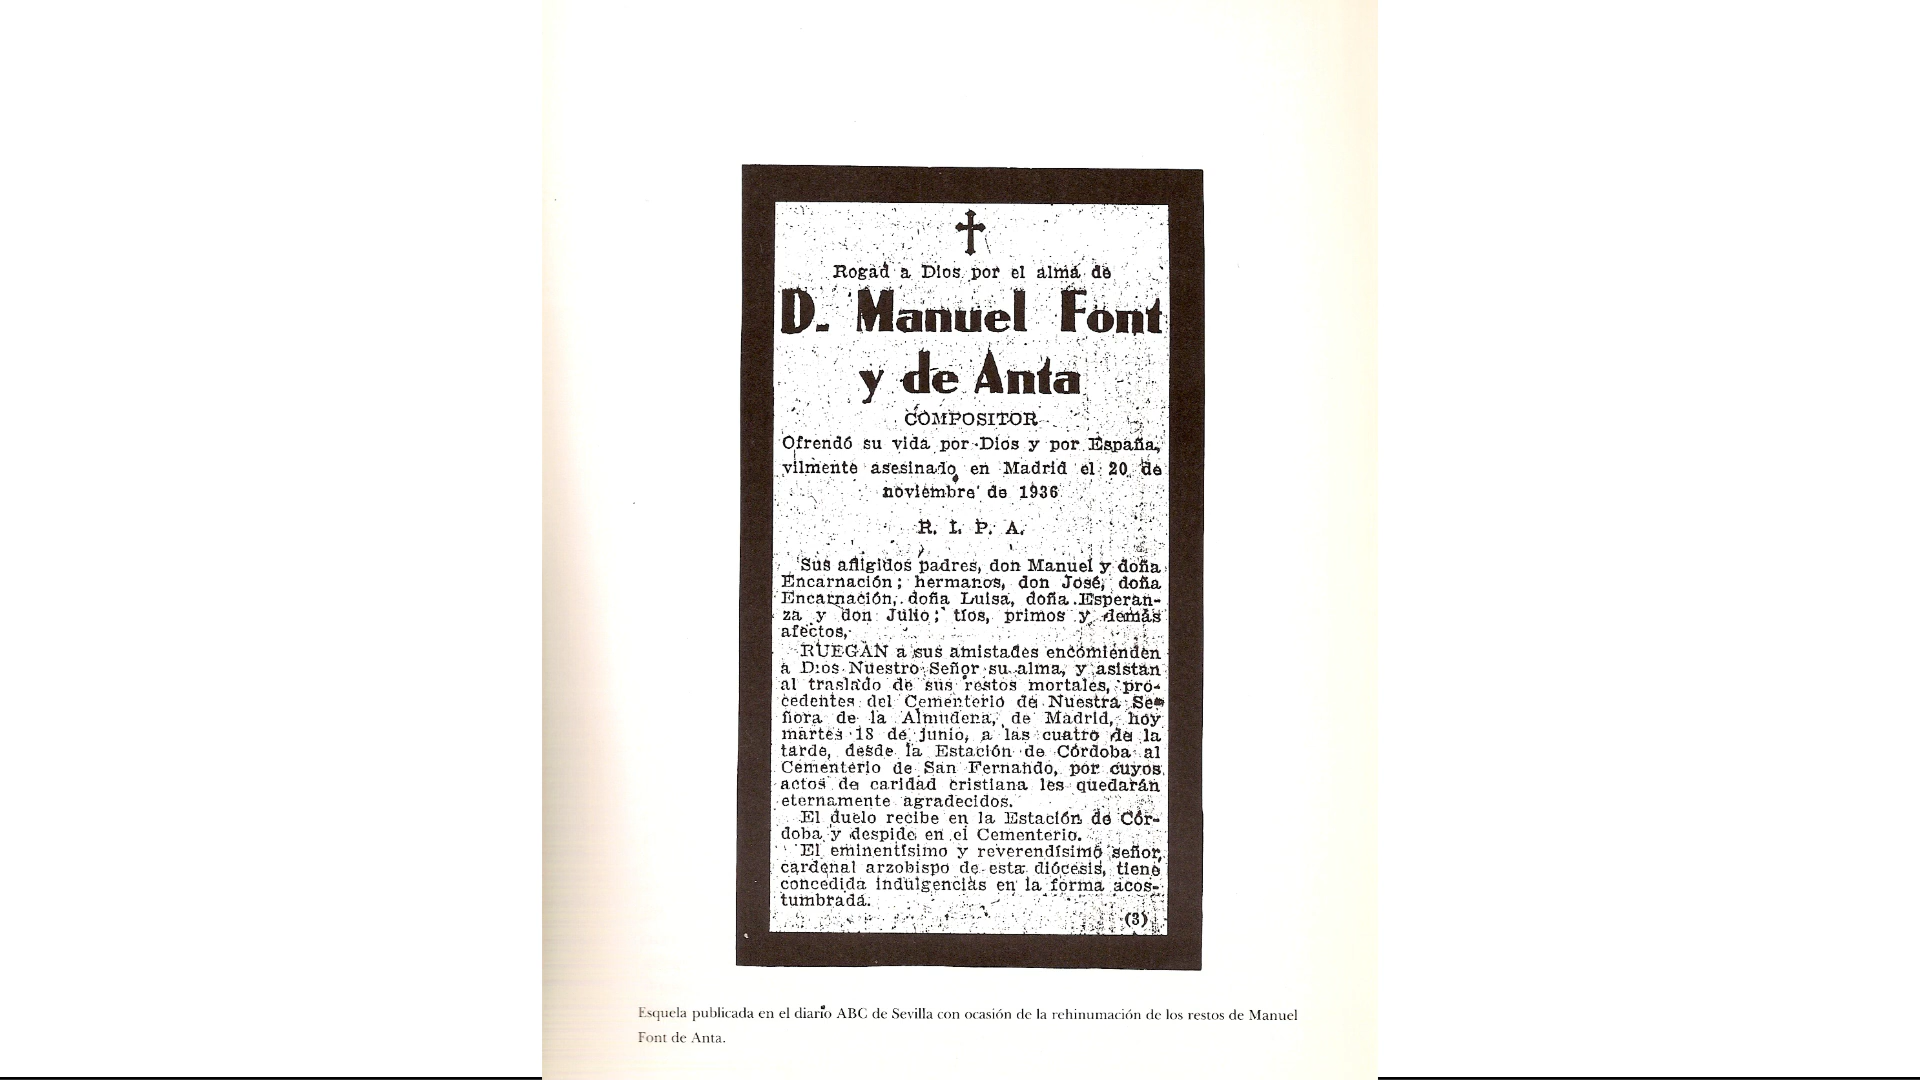 Rogad a Dios por el alma de
D. Manuel Font
y de Anta
COMPOSITOR
Ofrendó su vida por Dios y por España,
vilmente asesinado en Madrid el 20 de
noviembre de 1936
R. I. P. A.
Sus afligidos padres, don Manuel y doña
Encarnación; hermanos, don José, doña
Encarnación, doña Luisa, doña Esperan-
za y don Julio; tíos, primos y demás
afectos,
RUEGAN a sus amistades encomienden
a Dios Nuestro Señor su alma, y asistan
al traslado de sus restos mortales, pro-
cedentes del Cementerio de Nuestra Se-
ñora de la Almudena, de Madrid, hoy
martes 18 de junio, a las cuatro de la
tarde, desde la Estación de Córdoba al
Cementerio de San Fernando, por cuyos
actos de caridad cristiana les quedarán
eternamente agradecidos.
El duelo recibe en la Estación de Cór-
doba y despide en el Cementerio.
El eminentísimo y reverendísimo señor,
cardenal arzobispo de esta diócesis, tiene
concedida indulgencias en la forma acos-
tumbrada.
(3)
Esquela publicada en el diario ABC de Sevilla con ocasión de la rehinumación de los restos de Manuel
Font de Anta.